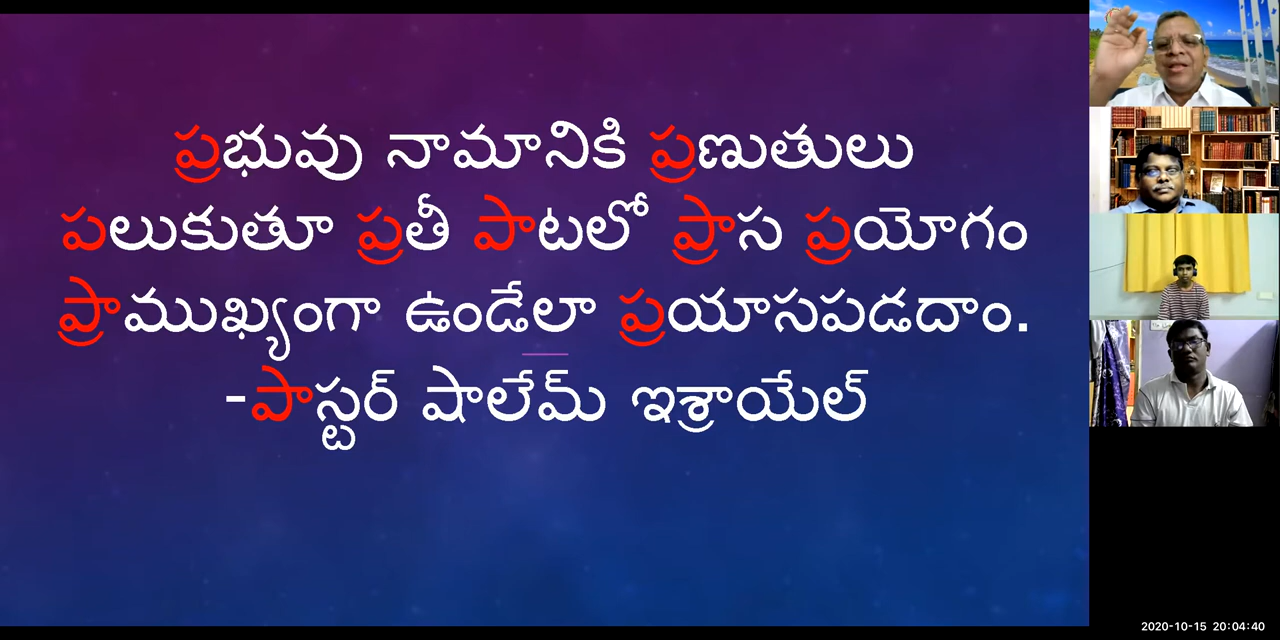 ప్రభువు నామానికి ప్రణుతులు
పలుకుతూ ప్రతీ పాటలో ప్రాస ప్రయోగం
ప్రాముఖ్యంగా ఉండేలా ప్రయాసపడదాం.
-పాస్టర్ షాలేమ్ ఇశ్రాయేల్
2020-10-15 20:04:40